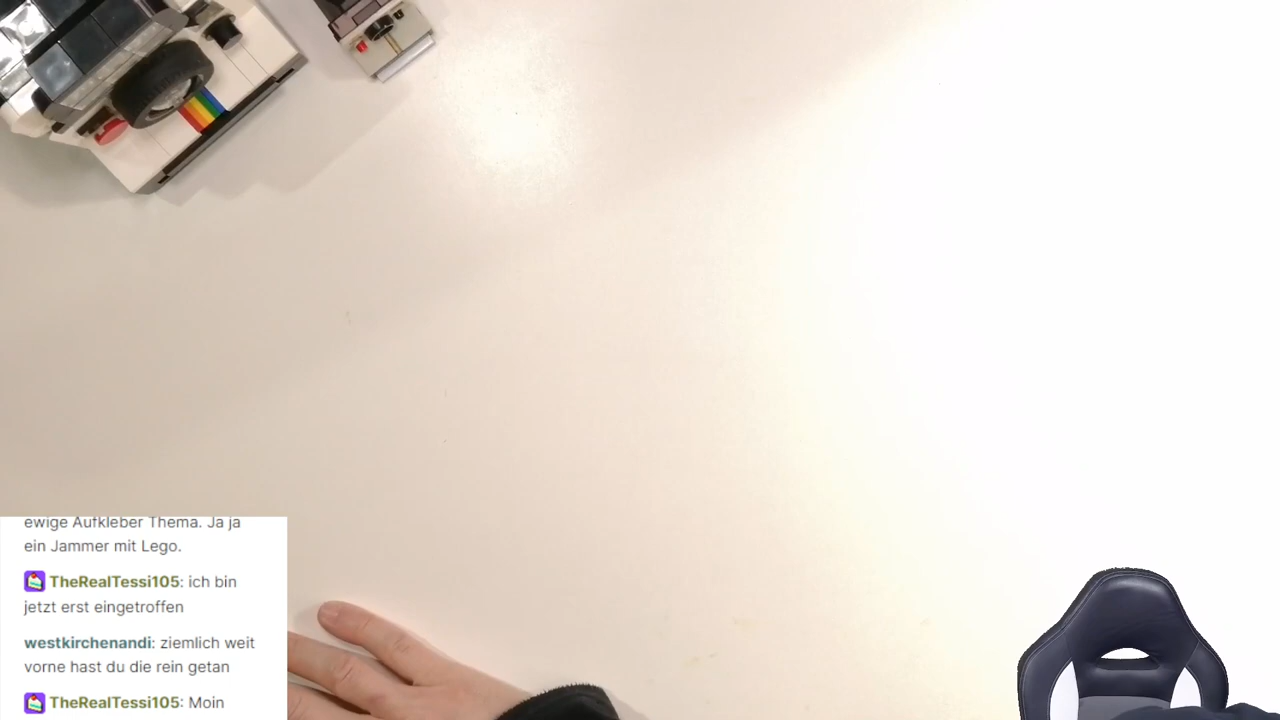 ewige Aufkleber Thema. Ja ja
ein Jammer mit Lego.
TheRealTessi105: ich bin
jetzt erst eingetroffen
westkirchenandi: ziemlich weit
vorne hast du die rein getan
TheRealTessi105: Moin